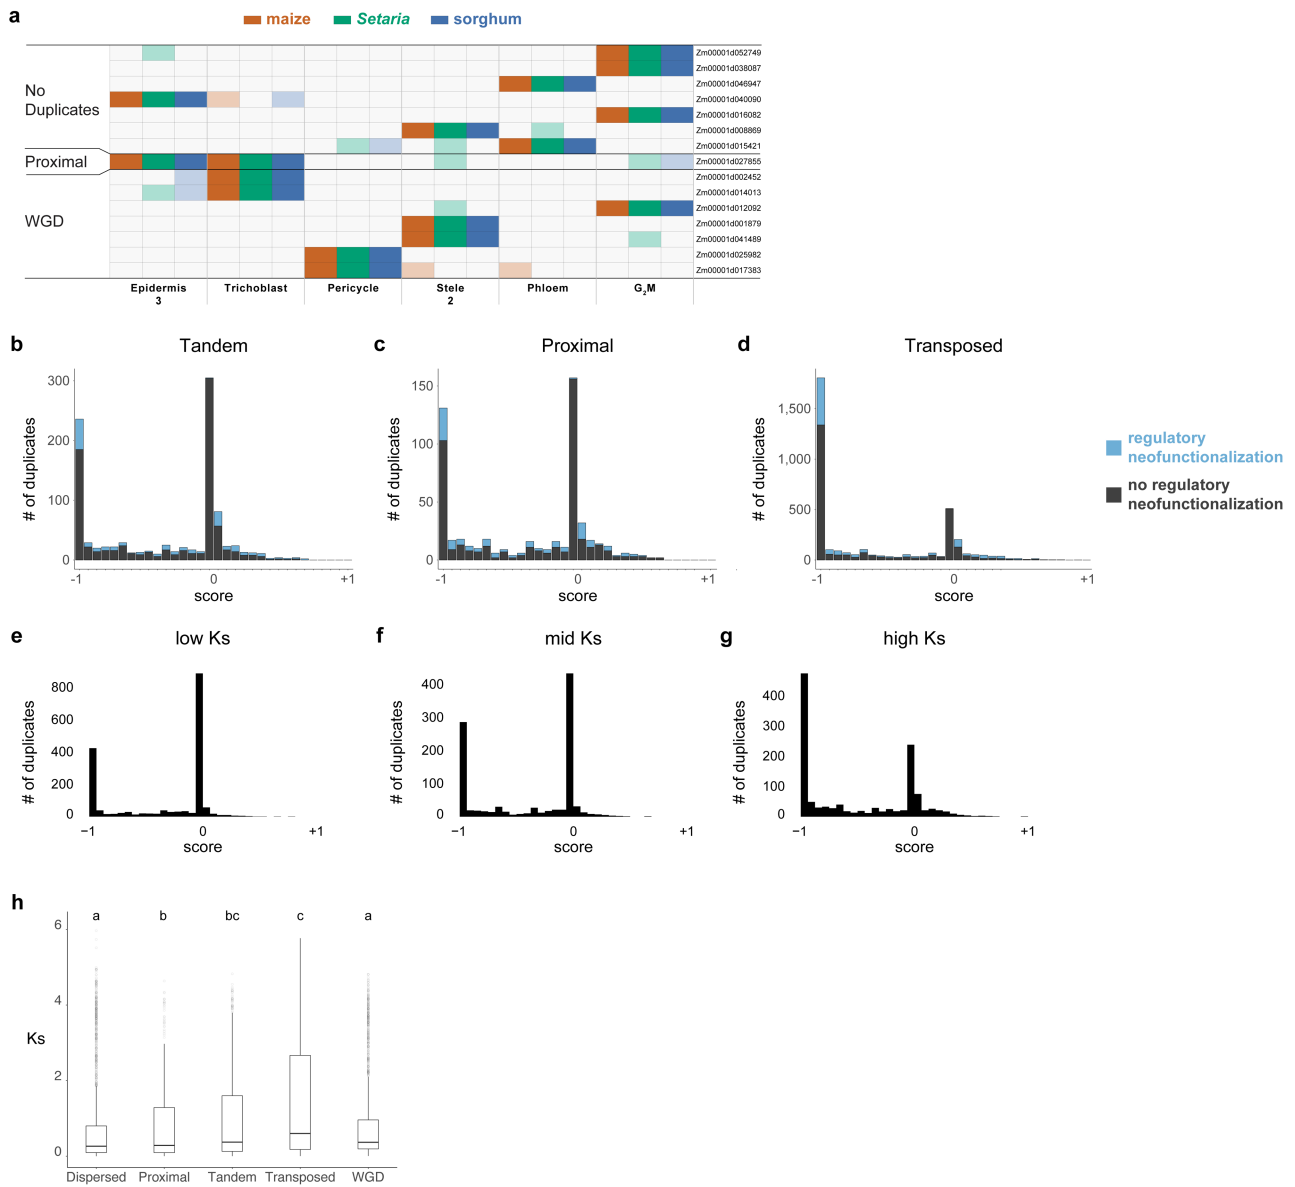 a
maize Setaria sorghum
No
Duplicates
Proximal
WGD
Zm00001d052749
Zm00001d038087
Zm00001d046947
Zm00001d040090
Zm00001d016082
Zm00001d008869
Zm00001d015421
Zm00001d027855
Zm00001d002452
Zm00001d014013
Zm00001d012092
Zm00001d001879
Zm00001d041489
Zm00001d025982
Zm00001d017383
Epidermis
3
Trichoblast
Pericycle
Stele
2
Phloem
G2M
b
Tandem
# of duplicates
300
200
100
0
-1 0 +1
score
c
Proximal
# of duplicates
150
100
50
0
-1 0 +1
score
d
Transposed
# of duplicates
1,500
1,000
500
0
-1 0 +1
score
regulatory
neofunctionalization
no regulatory
neofunctionalization
e
low Ks
# of duplicates
800
600
400
200
0
−1 0 +1
score
f
mid Ks
# of duplicates
400
300
200
100
0
−1 0 +1
score
g
high Ks
# of duplicates
400
300
200
100
0
−1 0 +1
score
h
Ks
6
4
2
0
a b bc c a
Dispersed Proximal Tandem Transposed WGD